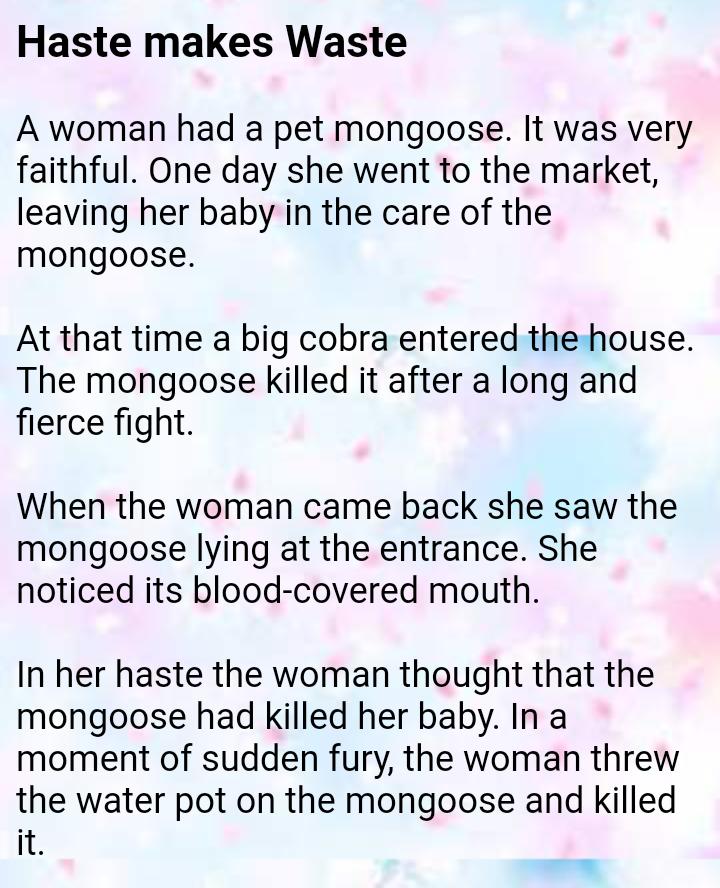 Haste makes Waste
A woman had a pet mongoose. It was very
faithful. One day she went to the market,
leaving her baby in the care of the
mongoose.
At that time a big cobra entered the house.
The mongoose killed it after a long and
fierce fight.
When the woman came back she saw the
mongoose lying at the entrance. She
noticed its blood-covered mouth.
In her haste the woman thought that the
mongoose had killed her baby. In a
moment of sudden fury, the woman threw
the water pot on the mongoose and killed
it.